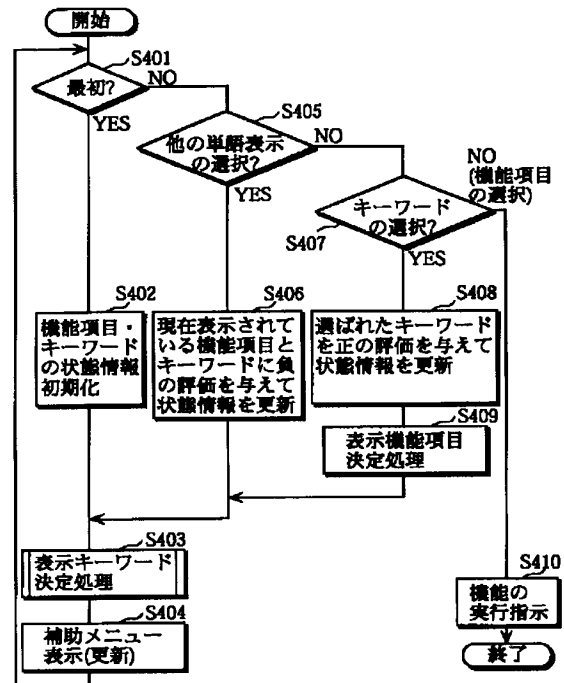 開始
S401
最初?
NO
YES
S405
他の単語表示
の選択?
NO
YES
NO
(機能項目
の選択)
キーワード
の選択?
S407
YES
S402
機能項目・
キーワード
の状態情報
初期化
S406
現在表示されて
いる機能項目と
キーワードに負
の評価を与えて
状態情報を更新
S408
選ばれたキーワード
を正の評価を与えて
状態情報を更新
S409
表示機能項目
決定処理
S403
表示キーワード
決定処理
S404
補助メニュー
表示(更新)
S410
機能の
実行指示
終了